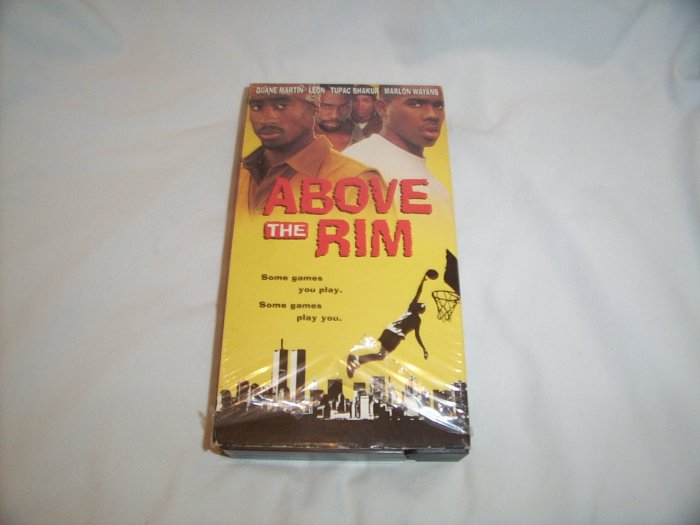 DUANE MARTIN LEON TUPAC SHAKUR MARLON WAYANS
ABOVE
THE RIM
Some games
you play.
Some games
play you.